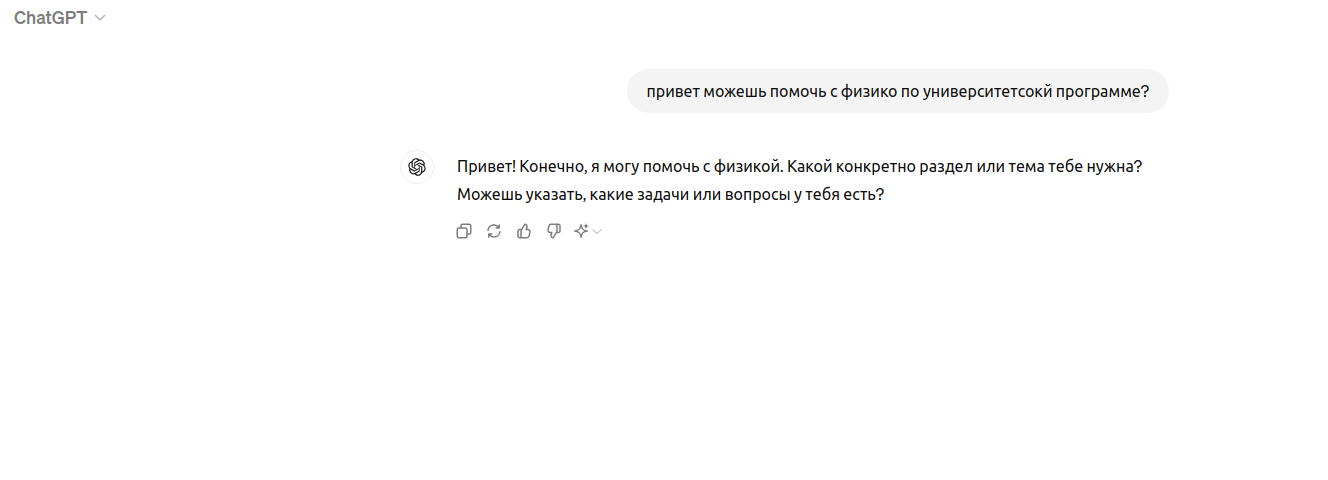 ChatGPT
привет можешь помочь с физико по университетсокй программе?
Привет! Конечно, я могу помочь с физикой. Какой конкретно раздел или тема тебе нужна?
Можешь указать, какие задачи или вопросы у тебя есть?